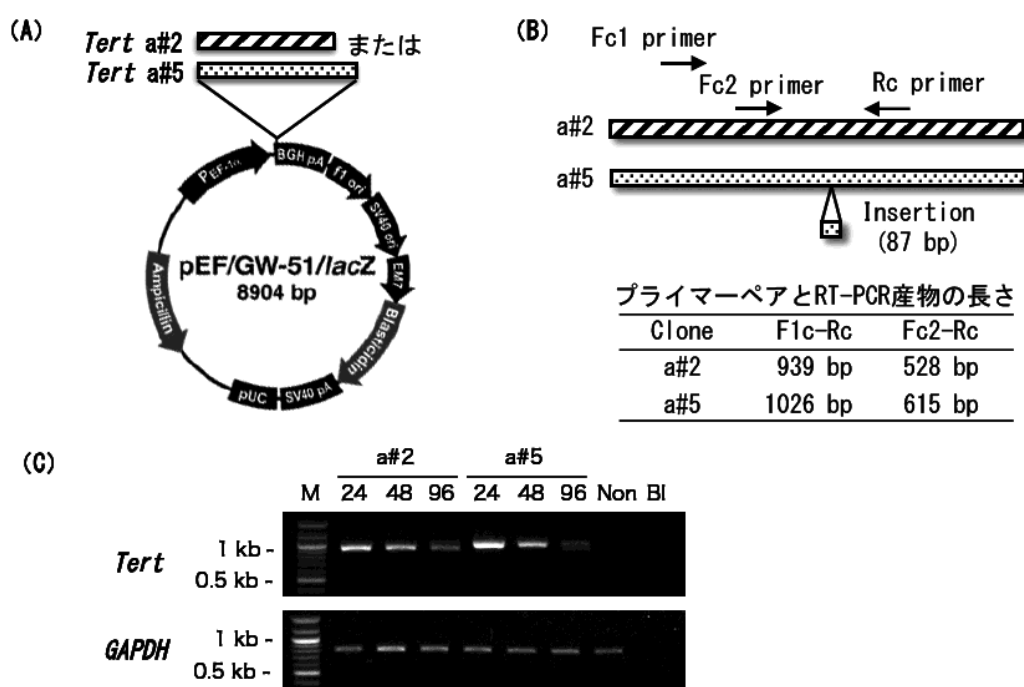 (A)
Tert a#2
または
Tert a#5
PEF-1α
BGH pA
f1 ori
SV40 ori
EM7
Blasticidin
SV40 pA
pUC
Ampicillin
pEF/GW-51/lacZ
8904 bp
(B)
Fc1 primer
Fc2 primer
Rc primer
a#2
a#5
Insertion
(87 bp)
プライマーペアとRT-PCR産物の長さ
Clone F1c-Rc Fc2-Rc
a#2 939 bp 528 bp
a#5 1026 bp 615 bp
(C)
a#2 a#5
M 24 48 96 24 48 96 Non Bl
Tert
1 kb -
0.5 kb -
GAPDH
1 kb -
0.5 kb -